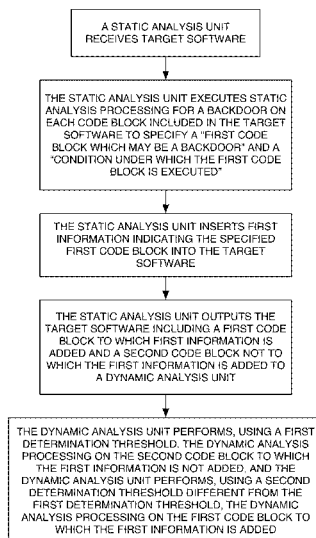 A STATIC ANALYSIS UNIT
RECEIVES TARGET SOFTWARE
THE STATIC ANALYSIS UNIT EXECUTES STATIC
ANALYSIS PROCESSING FOR A BACKDOOR ON
EACH CODE BLOCK INCLUDED IN THE TARGET
SOFTWARE TO SPECIFY A "FIRST CODE
BLOCK WHICH MAY BE A BACKDOOR" AND A
"CONDITION UNDER WHICH THE FIRST CODE
BLOCK IS EXECUTED"
THE STATIC ANALYSIS UNIT INSERTS FIRST
INFORMATION INDICATING THE SPECIFIED
FIRST CODE BLOCK INTO THE TARGET
SOFTWARE
THE STATIC ANALYSIS UNIT OUTPUTS THE
TARGET SOFTWARE INCLUDING A FIRST CODE
BLOCK TO WHICH FIRST INFORMATION IS
ADDED AND A SECOND CODE BLOCK NOT TO
WHICH THE FIRST INFORMATION IS ADDED TO
A DYNAMIC ANALYSIS UNIT
THE DYNAMIC ANALYSIS UNIT PERFORMS, USING A FIRST
DETERMINATION THRESHOLD, THE DYNAMIC ANALYSIS
PROCESSING ON THE SECOND CODE BLOCK TO WHICH
THE FIRST INFORMATION IS NOT ADDED, AND THE
DYNAMIC ANALYSIS UNIT PERFORMS, USING A SECOND
DETERMINATION THRESHOLD DIFFERENT FROM THE
FIRST DETERMINATION THRESHOLD, THE DYNAMIC
ANALYSIS PROCESSING ON THE FIRST CODE BLOCK TO
WHICH THE FIRST INFORMATION IS ADDED